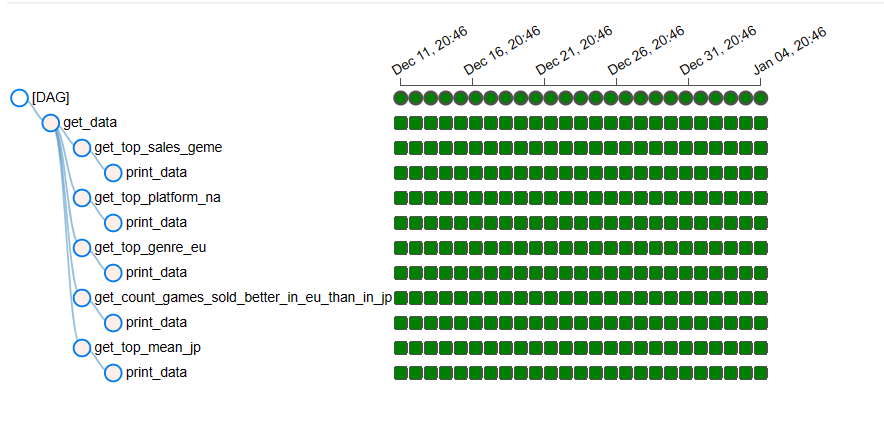 Dec 11, 20:46
Dec 16, 20:46
Dec 21, 20:46
Dec 26, 20:46
Dec 31, 20:46
Jan 04, 20:46
[DAG]
get_data
get_top_sales_geme
print_data
get_top_platform_na
print_data
get_top_genre_eu
print_data
get_count_games_sold_better_in_eu_than_in_jp
print_data
get_top_mean_jp
print_data